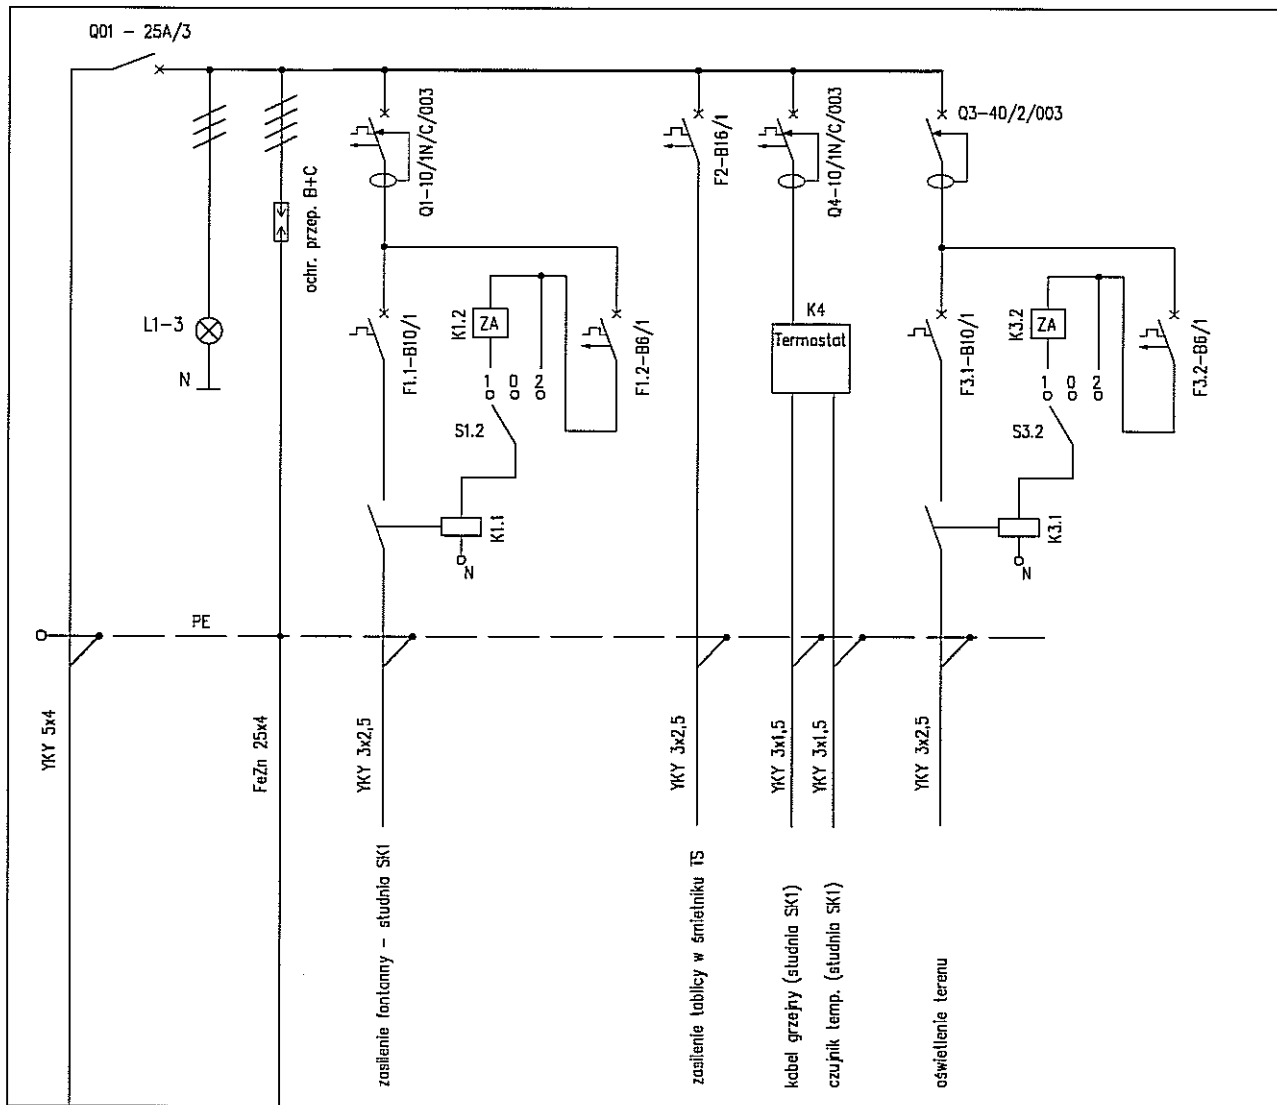 Q01 - 25A/3
L1-3
N
ochr. przep. B+C
Q1-10/1N/C/003
F1.1-B10/1
K1.2
ZA
1 0 2
S1.2
F1.2-B6/1
K1.1
N
F2-B16/1
Q4-10/1N/C/003
K4
Termostat
Q3-40/2/003
F3.1-B10/1
K3.2
ZA
1 0 2
S3.2
F3.2-B6/1
K3.1
N
PE
YKY 5x4
FeZn 25x4
YKY 3x2,5
YKY 3x2,5
YKY 3x1,5
YKY 3x1,5
YKY 3x2,5
zasilenie fontanny - studnia SK1
zasilenie tablicy w śmietniku TS
kabel grzejny (studnia SK1)
czujnik temp. (studnia SK1)
oświetlenie terenu